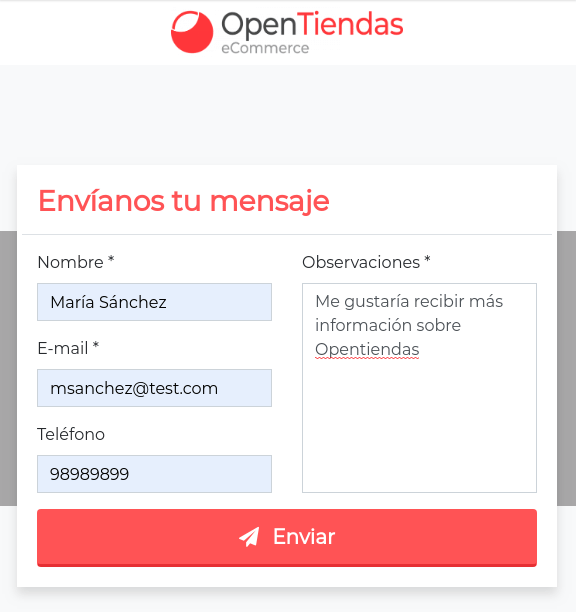 OpenTiendas
eCommerce
Envíanos tu mensaje
Nombre *
María Sánchez
E-mail *
msanchez@test.com
Teléfono
98989899
Observaciones *
Me gustaría recibir más
información sobre
Opentiendas
Enviar